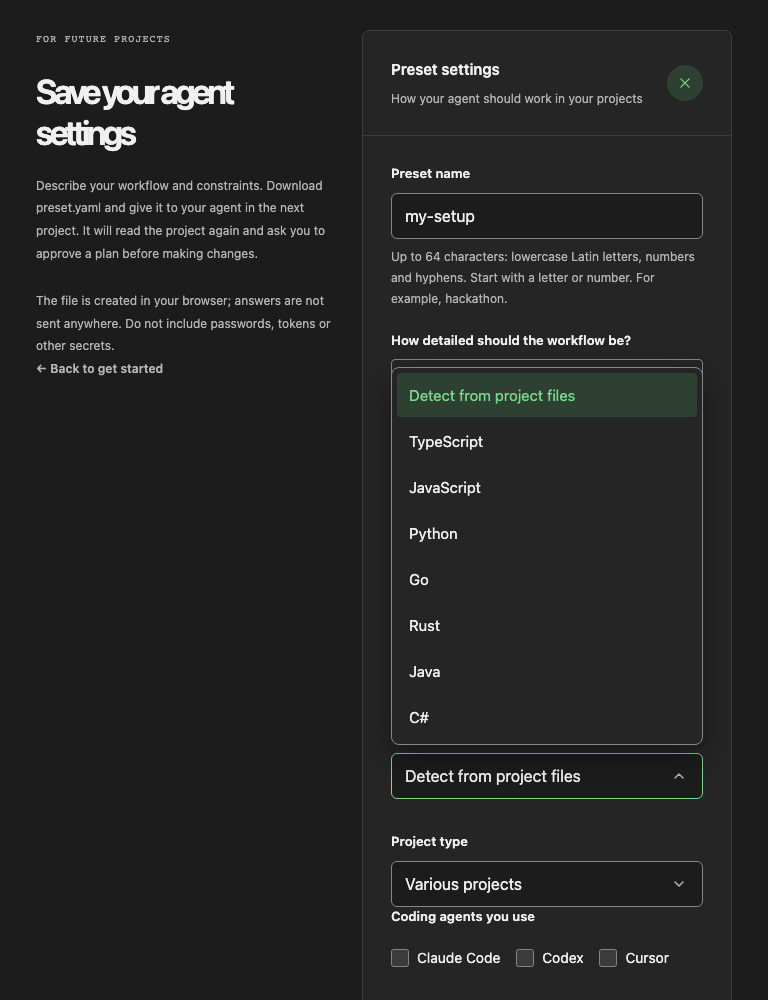 FOR FUTURE PROJECTS
Save your agent
settings
Describe your workflow and constraints. Download
preset.yaml and give it to your agent in the next
project. It will read the project again and ask you to
approve a plan before making changes.
The file is created in your browser; answers are not
sent anywhere. Do not include passwords, tokens or
other secrets.
← Back to get started
Preset settings
How your agent should work in your projects
Preset name
my-setup
Up to 64 characters: lowercase Latin letters, numbers
and hyphens. Start with a letter or number. For
example, hackathon.
How detailed should the workflow be?
Detect from project files
TypeScript
JavaScript
Python
Go
Rust
Java
C#
Detect from project files
Project type
Various projects
Coding agents you use
Claude Code
Codex
Cursor